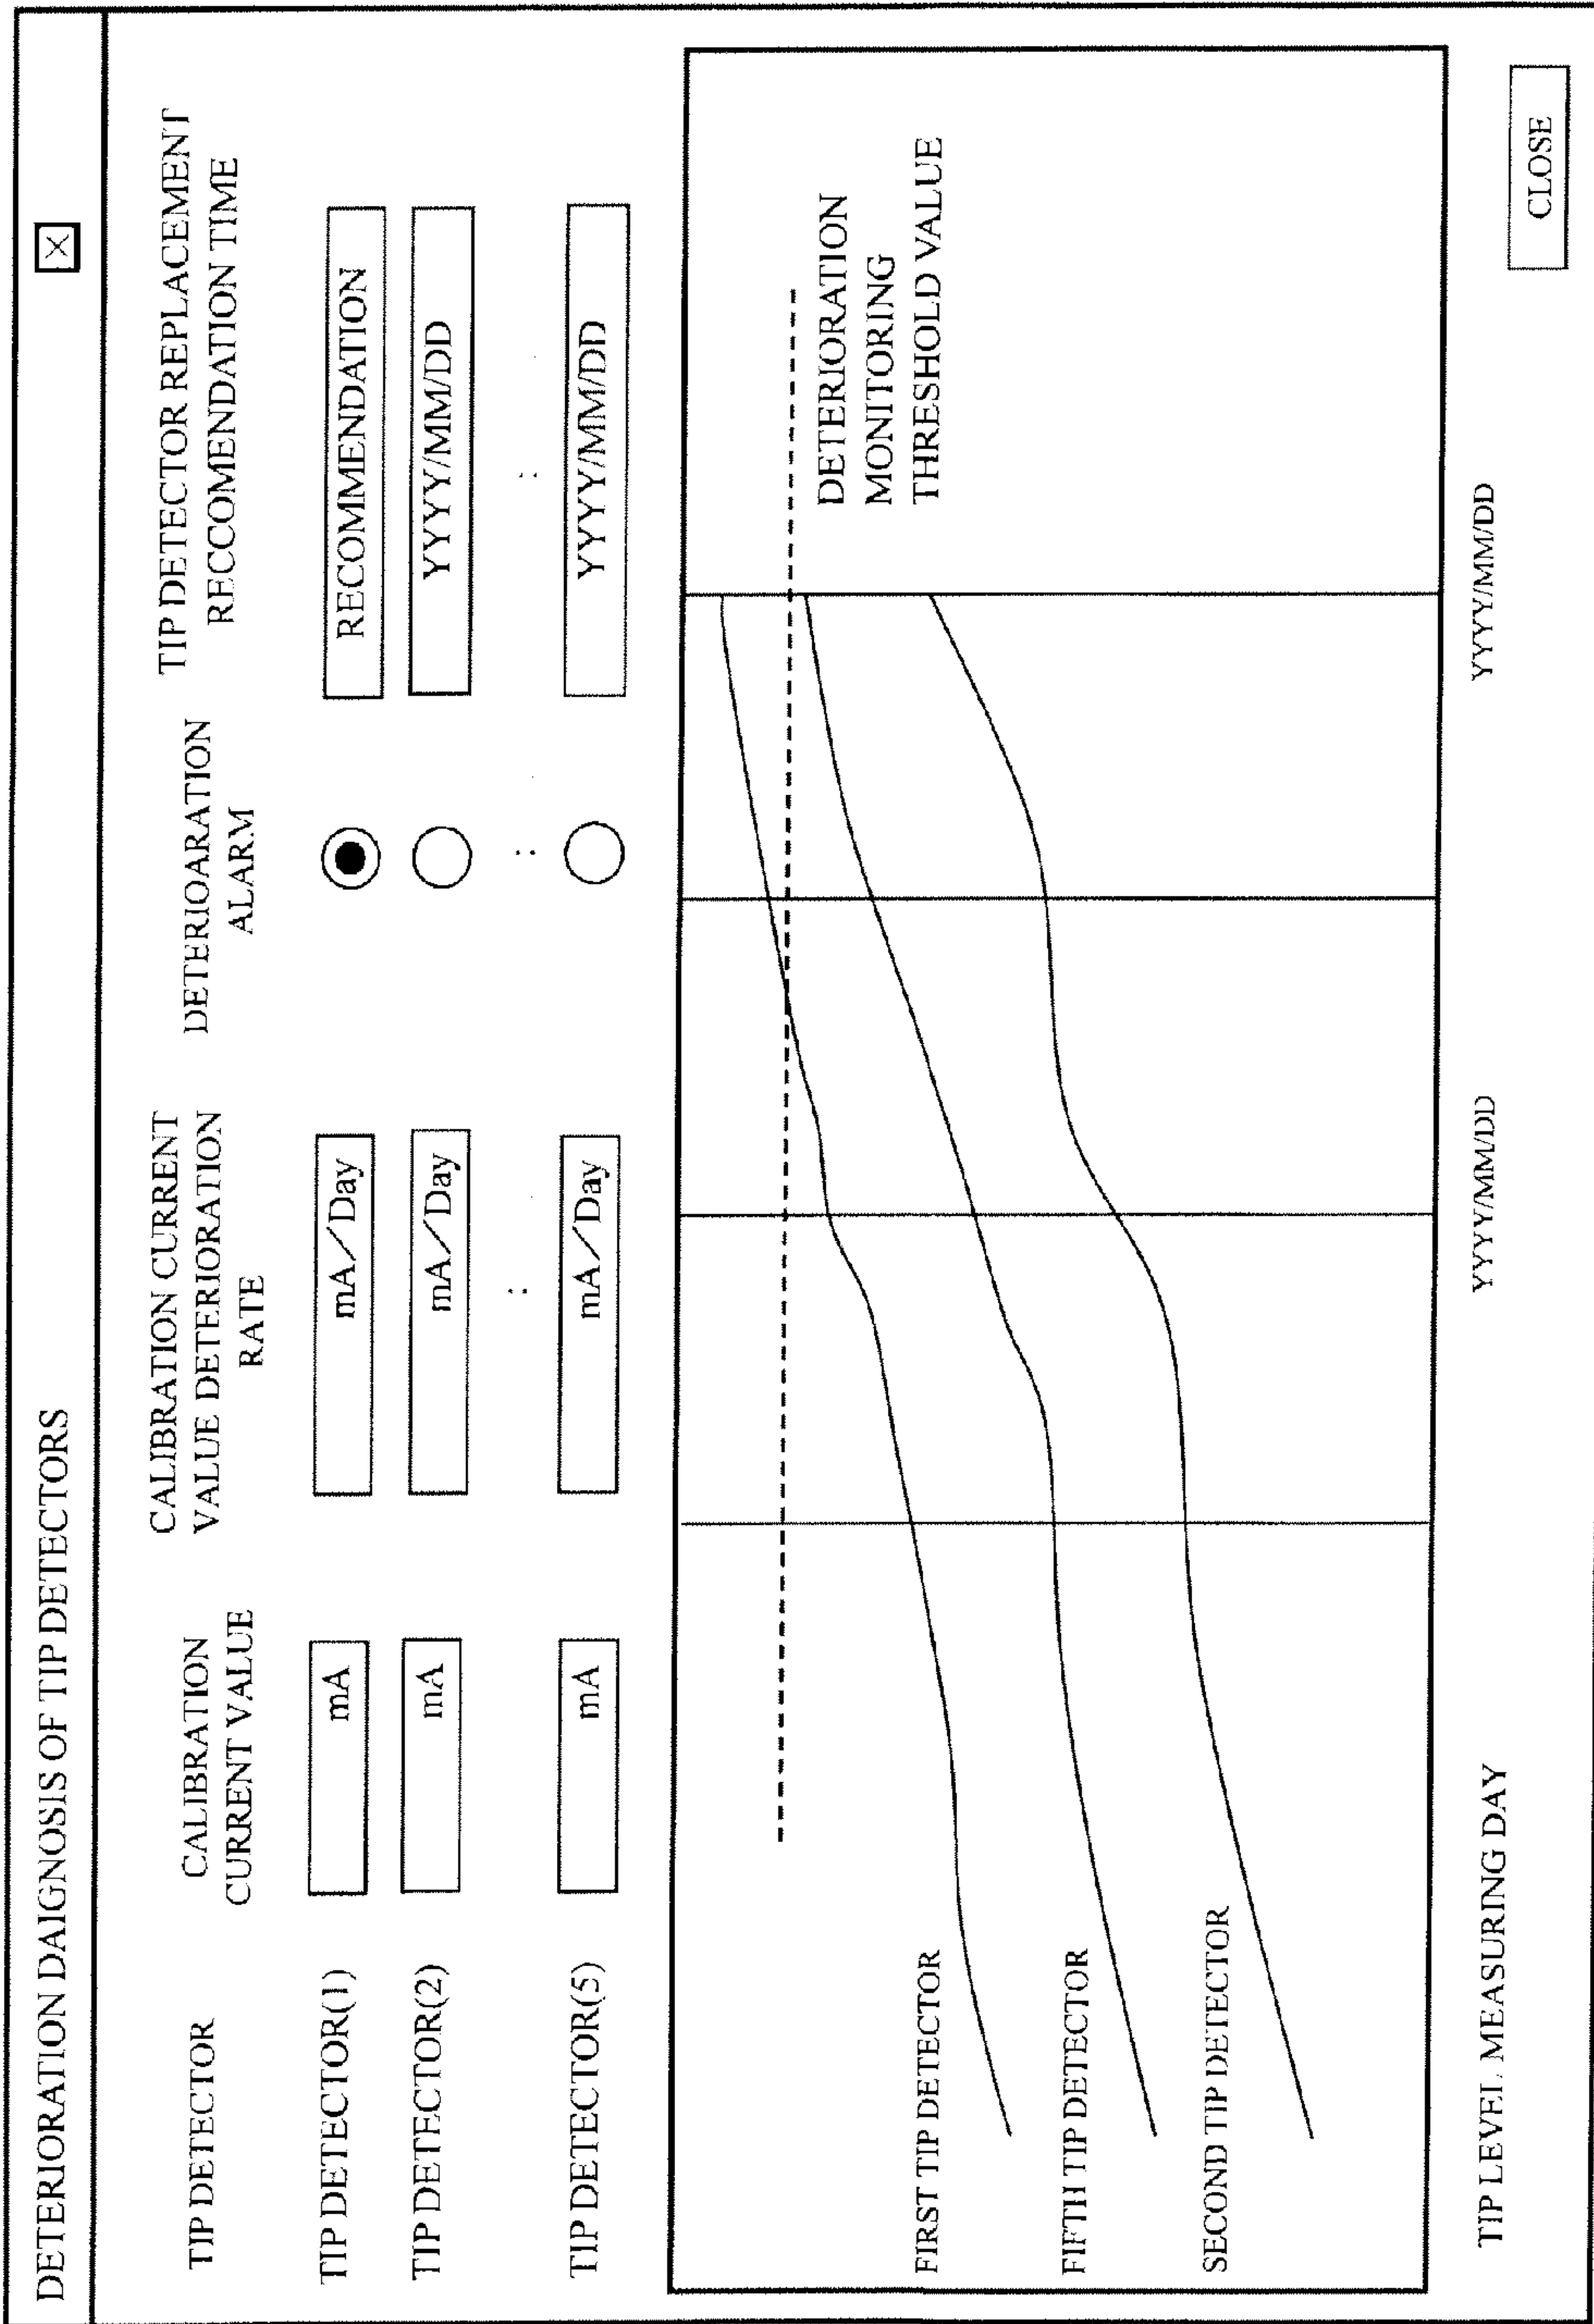 DETERIORATION DAIGNOSIS OF TIP DETECTORS
TIP DETECTOR
CALIBRATION
CURRENT VALUE
CALIBRATION CURRENT
VALUE DETERIORATION
RATE
DETERIOARATION
ALARM
TIP DETECTOR REPLACEMENT
RECCOMENDATION TIME
TIP DETECTOR(1)
mA
mA/Day
RECOMMENDATION
TIP DETECTOR(2)
mA
mA/Day
YYYY/MM/DD
: : :
TIP DETECTOR(5)
mA
mA/Day
YYYY/MM/DD
DETERIORATION
MONITORING
THRESHOLD VALUE
FIRST TIP DETECTOR
FIFTH TIP DETECTOR
SECOND TIP DETECTOR
TIP LEVEL MEASURING DAY
YYYY/MM/DD
YYYY/MM/DD
CLOSE